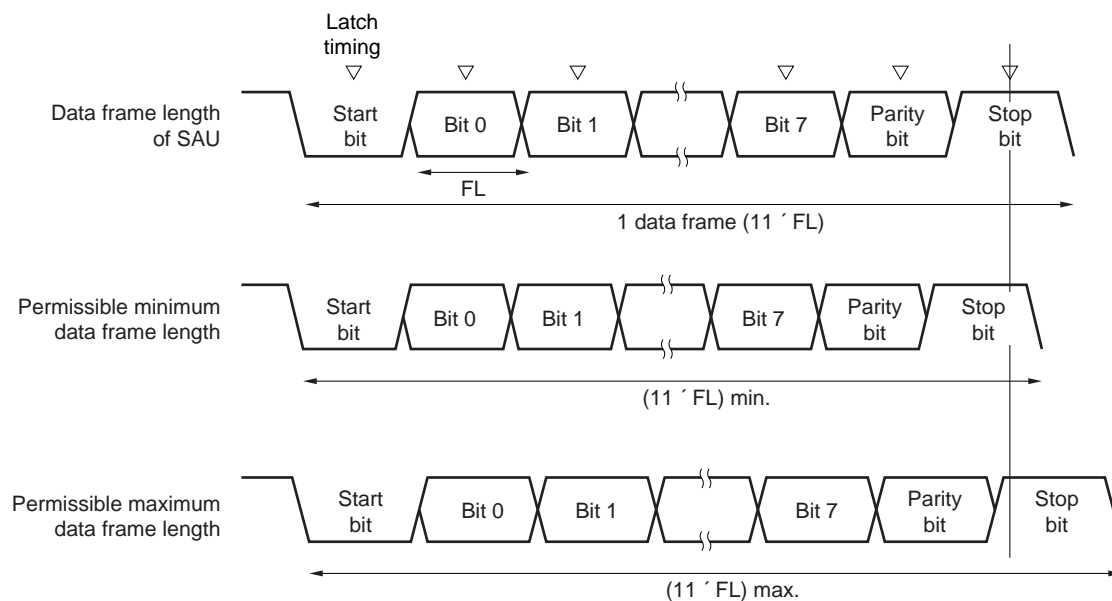 Latch
timing
Data frame length
of SAU
Start
bit
Bit 0
Bit 1
Bit 7
Parity
bit
Stop
bit
FL
1 data frame (11 ´ FL)
Permissible minimum
data frame length
Start
bit
Bit 0
Bit 1
Bit 7
Parity
bit
Stop
bit
(11 ´ FL) min.
Permissible maximum
data frame length
Start
bit
Bit 0
Bit 1
Bit 7
Parity
bit
Stop
bit
(11 ´ FL) max.